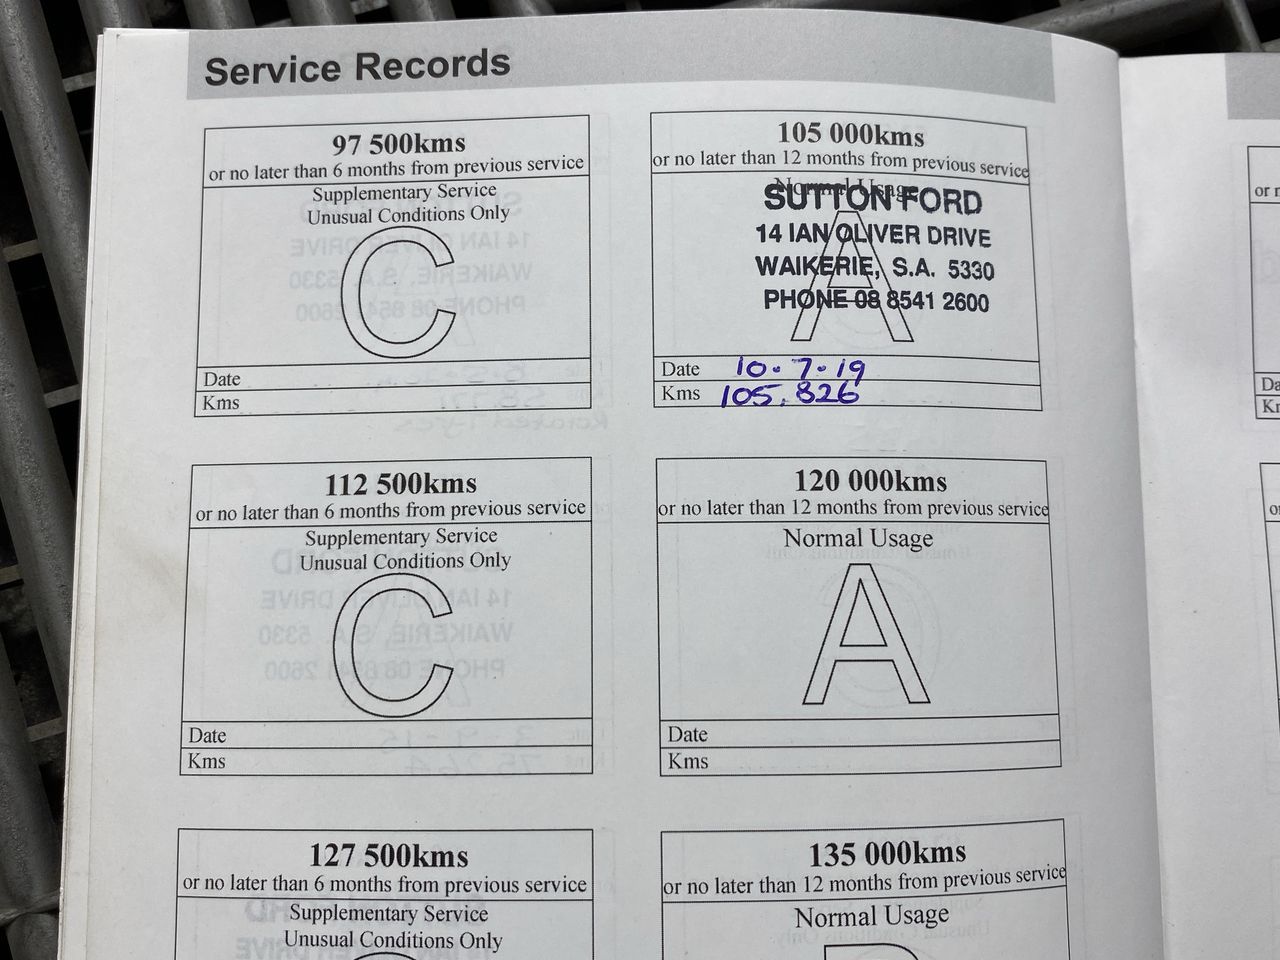 Service Records
97 500kms
or no later than 6 months from previous service
Supplementary Service
Unusual Conditions Only
C
Date
Kms
105 000kms
or no later than 12 months from previous service
Normal Usage
SUTTON FORD
14 IAN OLIVER DRIVE
WAIKERIE, S.A. 5330
PHONE 08 8541 2600
A
Date 10.7.19
Kms 105,826
112 500kms
or no later than 6 months from previous service
Supplementary Service
Unusual Conditions Only
C
Date
Kms
120 000kms
or no later than 12 months from previous service
Normal Usage
A
Date
Kms
127 500kms
or no later than 6 months from previous service
Supplementary Service
Unusual Conditions Only
135 000kms
or no later than 12 months from previous service
Normal Usage